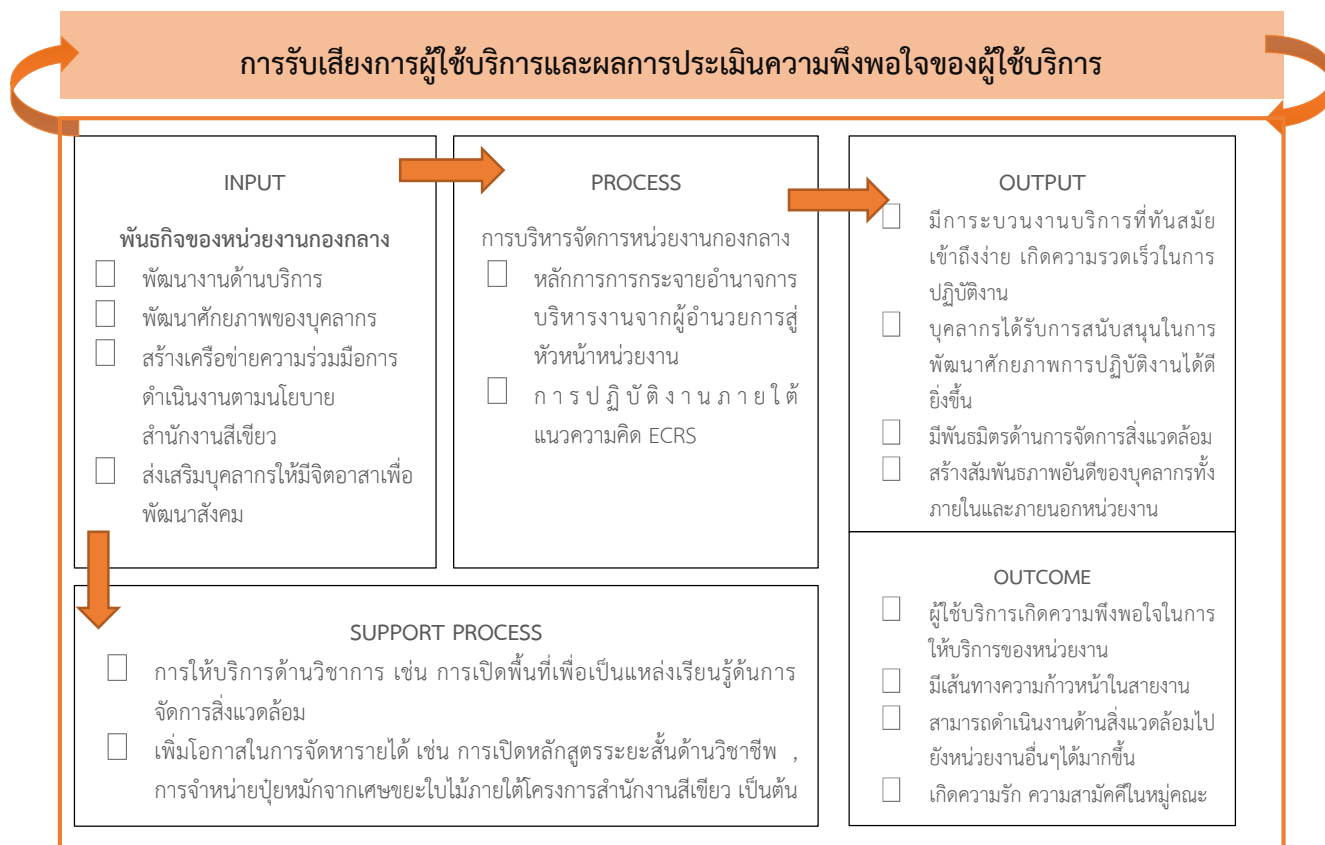 การรับเสียงการผู้ใช้บริการและผลการประเมินความพึงพอใจของผู้ใช้บริการ
INPUT
พันธกิจของหน่วยงานกองกลาง
พัฒนางานด้านบริการ
พัฒนาศักยภาพของบุคลากร
สร้างเครือข่ายความร่วมมือการ
ดำเนินงานตามนโยบาย
สำนักงานสีเขียว
ส่งเสริมบุคลากรให้มีจิตอาสาเพื่อ
พัฒนาสังคม
PROCESS
การบริหารจัดการหน่วยงานกองกลาง
หลักการการกระจายอำนาจการ
บริหารงานจากผู้อำนวยการสู่
หัวหน้าหน่วยงาน
การปฏิบัติงานภายใต้
แนวความคิด ECRS
OUTPUT
มีการะบวนงานบริการที่ทันสมัย
เข้าถึงง่าย เกิดความรวดเร็วในการ
ปฏิบัติงาน
บุคลากรได้รับการสนับสนุนในการ
พัฒนาศักยภาพการปฏิบัติงานได้ดี
ยิ่งขึ้น
มีพันธมิตรด้านการจัดการสิ่งแวดล้อม
สร้างสัมพันธภาพอันดีของบุคลากรทั้ง
ภายในและภายนอกหน่วยงาน
SUPPORT PROCESS
การให้บริการด้านวิชาการ เช่น การเปิดพื้นที่เพื่อเป็นแหล่งเรียนรู้ด้นการ
จัดการสิ่งแวดล้อม
เพิ่มโอกาสในการจัดหารายได้ เช่น การเปิดหลักสูตรระยะสั้นด้านวิชาชีพ ,
การจำหน่ายปุ๋ยหมักจากเศษขยะใบไม้ภายใต้โครงการสำนักงานสีเขียว เป็นต้น
OUTCOME
ผู้ใช้บริการเกิดความพึงพอใจในการ
ให้บริการของหน่วยงาน
มีเส้นทางความก้าวหน้าในสายงาน
สามารถดำเนินงานด้านสิ่งแวดล้อมไป
ยังหน่วยงานอื่นๆได้มากขึ้น
เกิดความรัก ความสามัคคีในหมู่คณะ